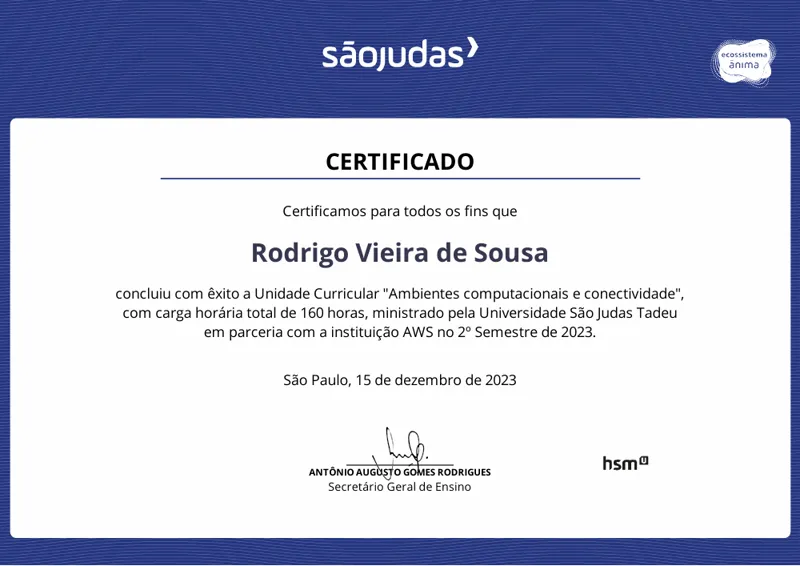 sãojudas
ecossistema
ânima
CERTIFICADO
Certificamos para todos os fins que
Rodrigo Vieira de Sousa
concluiu com êxito a Unidade Curricular "Ambientes computacionais e conectividade",
com carga horária total de 160 horas, ministrado pela Universidade São Judas Tadeu
em parceria com a instituição AWS no 2º Semestre de 2023.
São Paulo, 15 de dezembro de 2023
ANTÔNIO AUGUSTO GOMES RODRIGUES
Secretário Geral de Ensino
hsm U